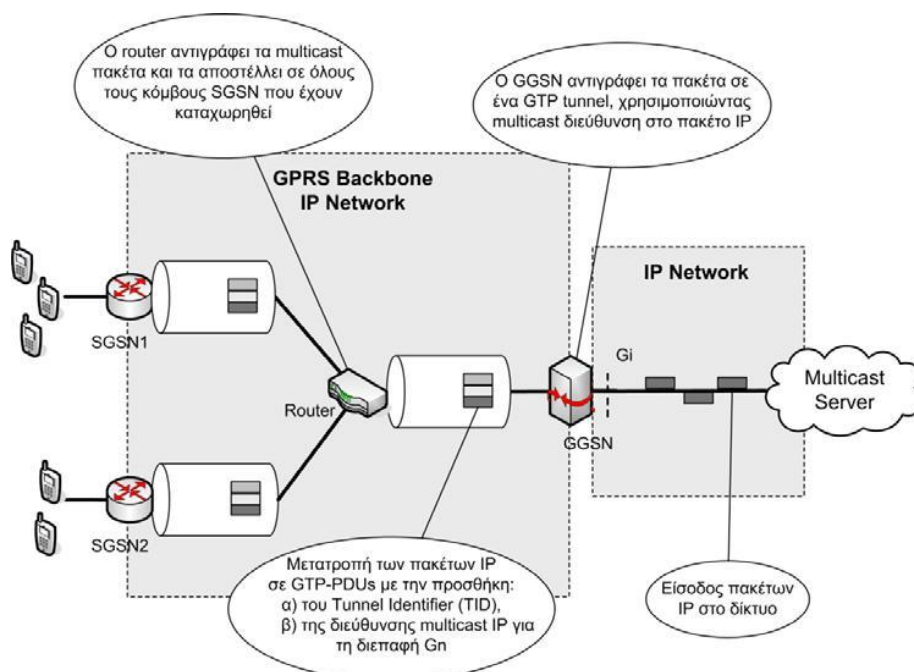 Ο router αντιγράφει τα multicast
πακέτα και τα αποστέλλει σε όλους
τους κόμβους SGSN που έχουν
καταχωρηθεί
Ο GGSN αντιγράφει τα πακέτα σε
ένα GTP tunnel, χρησιμοποιώντας
multicast διεύθυνση στο πακέτο IP
GPRS Backbone
IP Network
IP Network
SGSN1
Router
Gi
GGSN
Multicast
Server
SGSN2
Μετατροπή των πακέτων IP
σε GTP-PDUs με την προσθήκη:
α) του Tunnel Identifier (TID),
β) της διεύθυνσης multicast IP για
τη διεπαφή Gn
Είσοδος πακέτων
IP στο δίκτυο